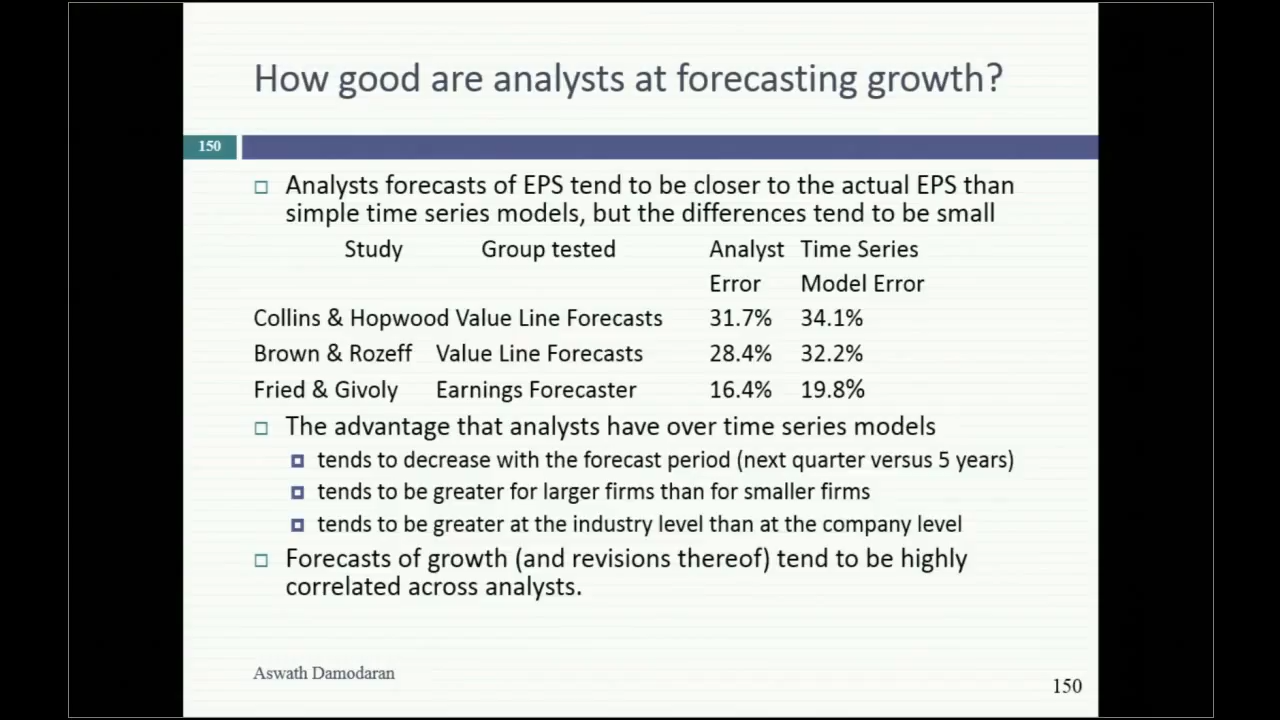 How good are analysts at forecasting growth?
150
Analysts forecasts of EPS tend to be closer to the actual EPS than
simple time series models, but the differences tend to be small
Study Group tested Analyst Time Series
Error Model Error
Collins & Hopwood Value Line Forecasts 31.7% 34.1%
Brown & Rozeff Value Line Forecasts 28.4% 32.2%
Fried & Givoly Earnings Forecaster 16.4% 19.8%
The advantage that analysts have over time series models
tends to decrease with the forecast period (next quarter versus 5 years)
tends to be greater for larger firms than for smaller firms
tends to be greater at the industry level than at the company level
Forecasts of growth (and revisions thereof) tend to be highly
correlated across analysts.
Aswath Damodaran
150